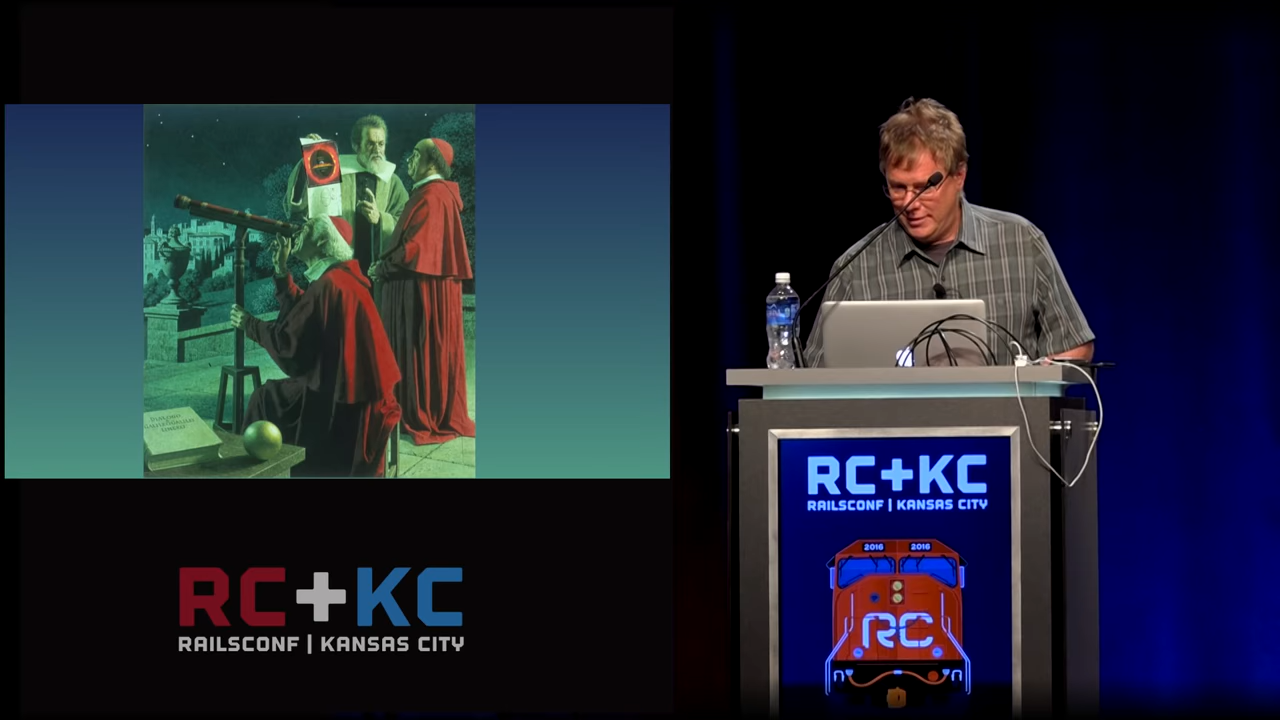 RC+KC
RAILSCONF | KANSAS CITY
RC+KC
RAILSCONF | KANSAS CITY
2016 2016
RC